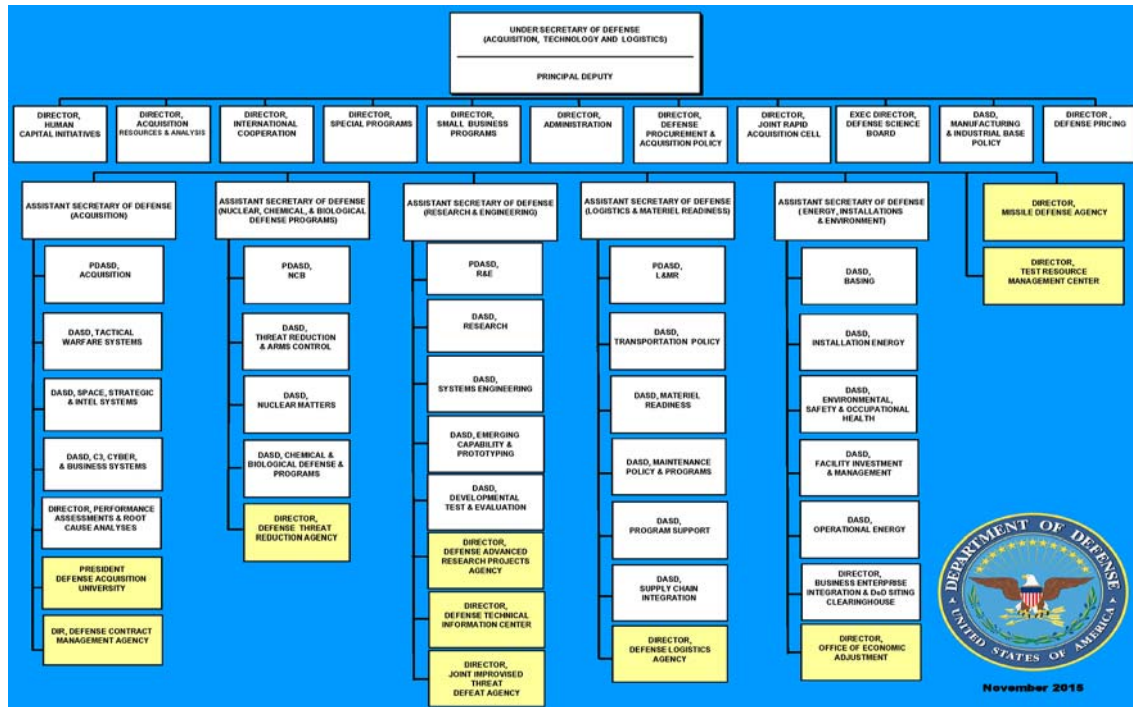 UNDER SECRETARY OF DEFENSE
(ACQUISITION, TECHNOLOGY AND LOGISTICS)
PRINCIPAL DEPUTY
DIRECTOR,
HUMAN
CAPITAL INITIATIVES
DIRECTOR,
ACQUISITION
RESOURCES & ANALYSIS
DIRECTOR,
INTERNATIONAL
COOPERATION
DIRECTOR,
SPECIAL PROGRAMS
DIRECTOR,
SMALL BUSINESS
PROGRAMS
DIRECTOR,
ADMINISTRATION
DIRECTOR,
DEFENSE
PROCUREMENT &
ACQUISITION POLICY
DIRECTOR,
JOINT RAPID
ACQUISITION CELL
EXEC DIRECTOR,
DEFENSE SCIENCE
BOARD
DASD,
MANUFACTURING
& INDUSTRIAL BASE
POLICY
DIRECTOR ,
DEFENSE PRICING
ASSISTANT SECRETARY OF DEFENSE
(ACQUISITION)
PDASD,
ACQUISITION
DASD, TACTICAL
WARFARE SYSTEMS
DASD, SPACE, STRATEGIC
& INTEL SYSTEMS
DASD, C3, CYBER,
& BUSINESS SYSTEMS
DIRECTOR, PERFORMANCE
ASSESSMENTS & ROOT
CAUSE ANALYSES
PRESIDENT
DEFENSE ACQUISITION
UNIVERSITY
DIR, DEFENSE CONTRACT
MANAGEMENT AGENCY
ASSISTANT SECRETARY OF DEFENSE
(NUCLEAR, CHEMICAL, & BIOLOGICAL
DEFENSE PROGRAMS)
PDASD,
NCB
DASD,
THREAT REDUCTION
& ARMS CONTROL
DASD,
NUCLEAR MATTERS
DASD, CHEMICAL &
BIOLOGICAL DEFENSE &
PROGRAMS
DIRECTOR,
DEFENSE THREAT
REDUCTION AGENCY
ASSISTANT SECRETARY OF DEFENSE
(RESEARCH & ENGINEERING)
PDASD,
R&E
DASD,
RESEARCH
DASD,
SYSTEMS ENGINEERING
DASD, EMERGING
CAPABILITY &
PROTOTYPING
DASD,
DEVELOPMENTAL
TEST & EVALUATION
DIRECTOR,
DEFENSE ADVANCED
RESEARCH PROJECTS
AGENCY
DIRECTOR,
DEFENSE TECHNICAL
INFORMATION CENTER
DIRECTOR,
JOINT IMPROVISED
THREAT
DEFEAT AGENCY
ASSISTANT SECRETARY OF DEFENSE
(LOGISTICS & MATERIEL READINESS)
PDASD,
L&MR
DASD,
TRANSPORTATION POLICY
DASD, MATERIEL
READINESS
DASD, MAINTENANCE
POLICY & PROGRAMS
DASD,
PROGRAM SUPPORT
DASD,
SUPPLY CHAIN
INTEGRATION
DIRECTOR,
DEFENSE LOGISTICS
AGENCY
ASSISTANT SECRETARY OF DEFENSE
( ENERGY, INSTALLATIONS
& ENVIRONMENT)
DASD,
BASING
DASD,
INSTALLATION ENERGY
DASD,
ENVIRONMENTAL,
SAFETY & OCCUPATIONAL
HEALTH
DASD,
FACILITY INVESTMENT &
MANAGEMENT
DASD,
OPERATIONAL ENERGY
DIRECTOR,
BUSINESS ENTERPRISE
INTEGRATION & DoD SITING
CLEARINGHOUSE
DIRECTOR,
OFFICE OF ECONOMIC
ADJUSTMENT
DIRECTOR,
MISSILE DEFENSE AGENCY
DIRECTOR,
TEST RESOURCE
MANAGEMENT CENTER
DEPARTMENT OF DEFENSE
UNITED STATES OF AMERICA
November 2015